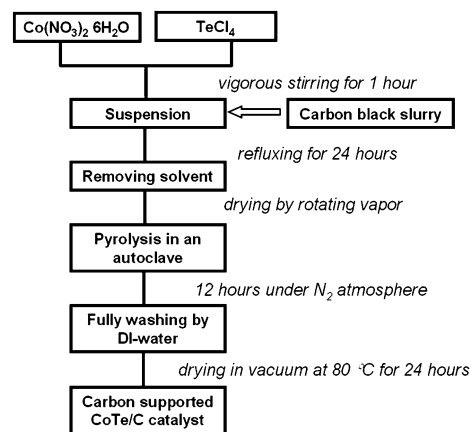 Co(NO₃)₂ 6H₂O
TeCl₄
vigorous stirring for 1 hour
Suspension
Carbon black slurry
refluxing for 24 hours
Removing solvent
drying by rotating vapor
Pyrolysis in an
autoclave
12 hours under N₂ atmosphere
Fully washing by
DI-water
drying in vacuum at 80 °C for 24 hours
Carbon supported
CoTe/C catalyst